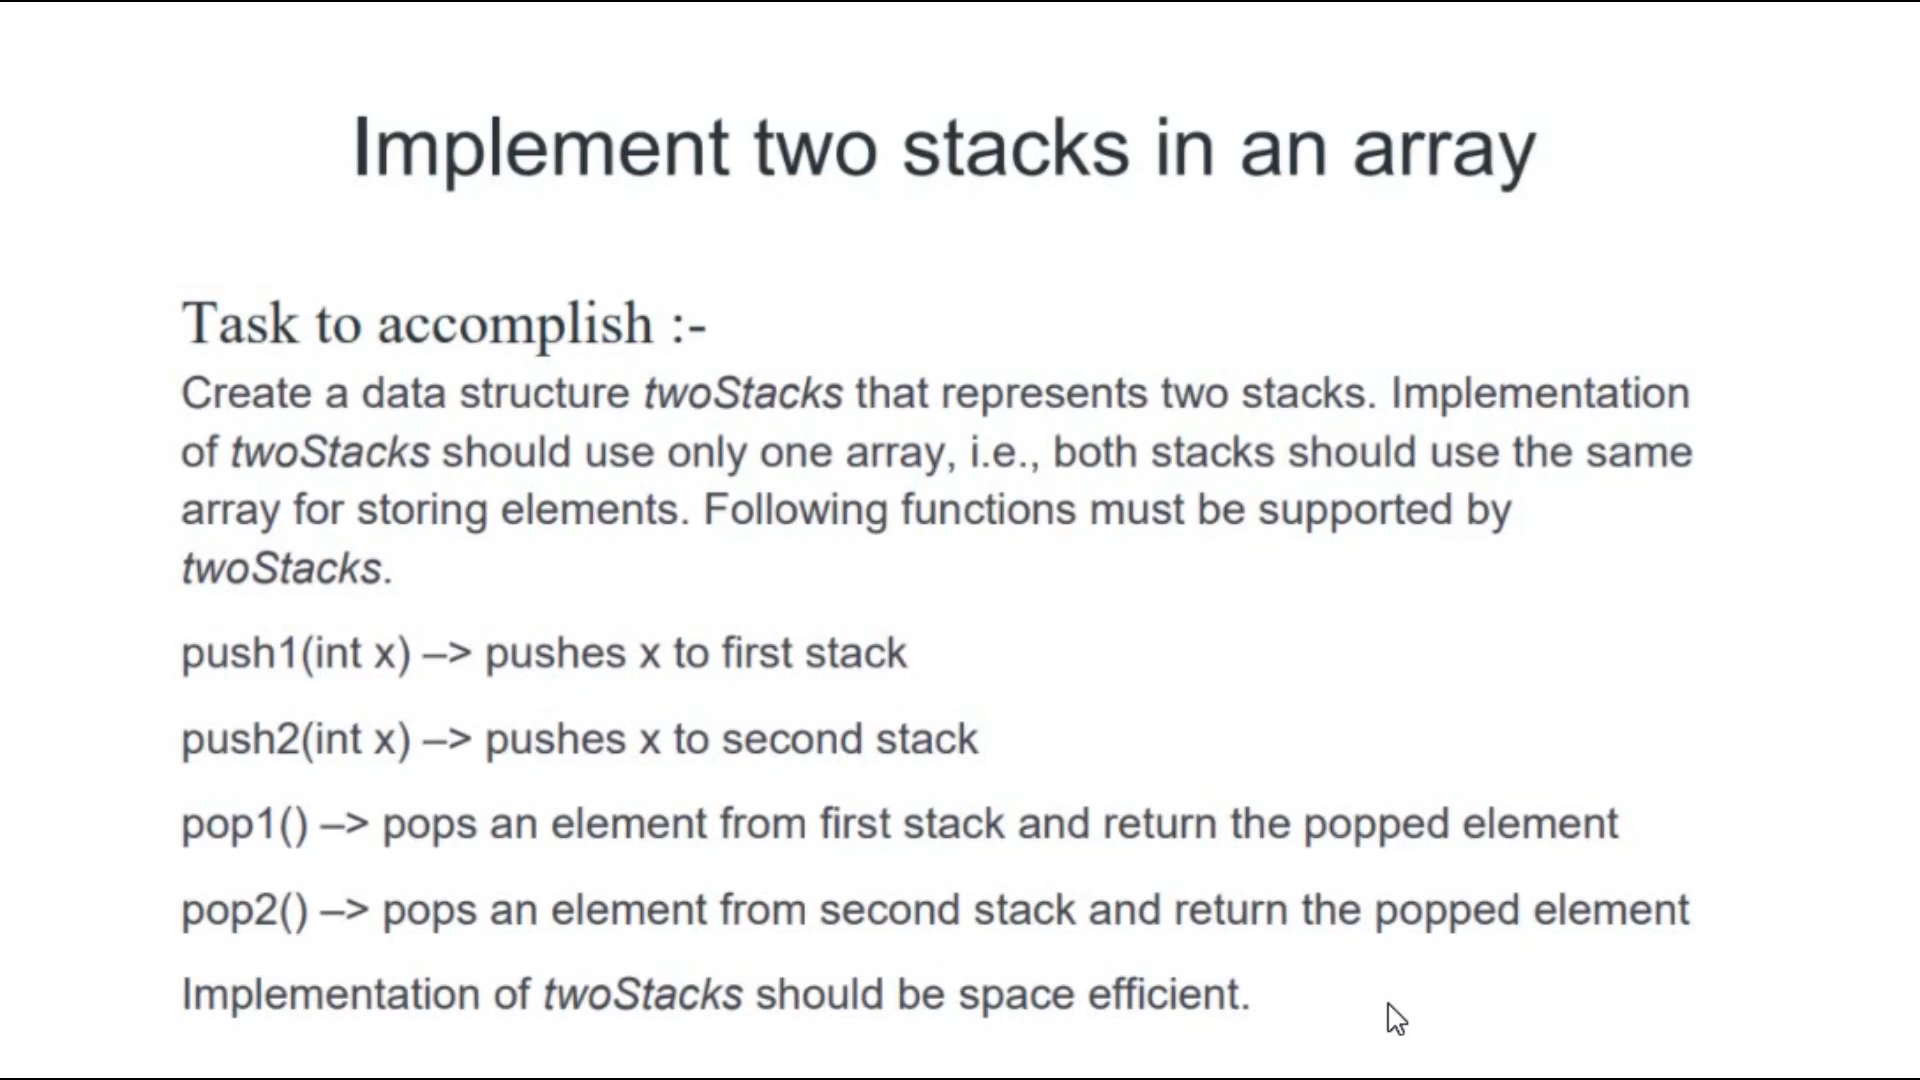 Implement two stacks in an array
Task to accomplish :-
Create a data structure twoStacks that represents two stacks. Implementation
of twoStacks should use only one array, i.e., both stacks should use the same
array for storing elements. Following functions must be supported by
twoStacks.
push1(int x) –> pushes x to first stack
push2(int x) –> pushes x to second stack
pop1() –> pops an element from first stack and return the popped element
pop2() –> pops an element from second stack and return the popped element
Implementation of twoStacks should be space efficient.